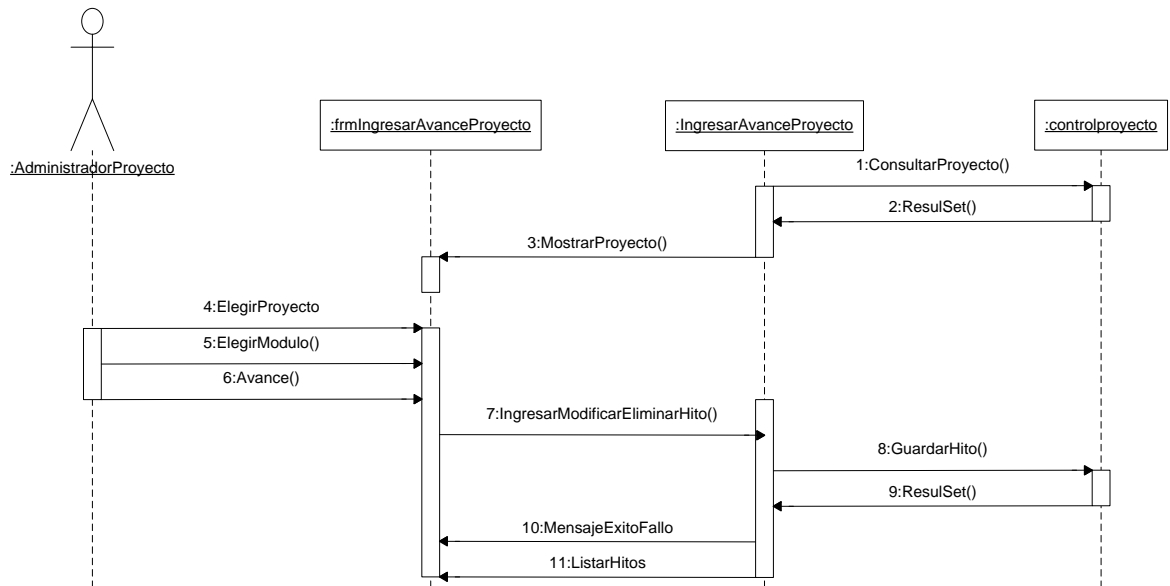 :frmIngresarAvanceProyecto
:IngresarAvanceProyecto
:controlproyecto
:AdministradorProyecto
1:ConsultarProyecto()
2:ResulSet()
3:MostrarProyecto()
4:ElegirProyecto
5:ElegirModulo()
6:Avance()
7:IngresarModificarEliminarHito()
8:GuardarHito()
9:ResulSet()
10:MensajeExitoFallo
11:ListarHitos